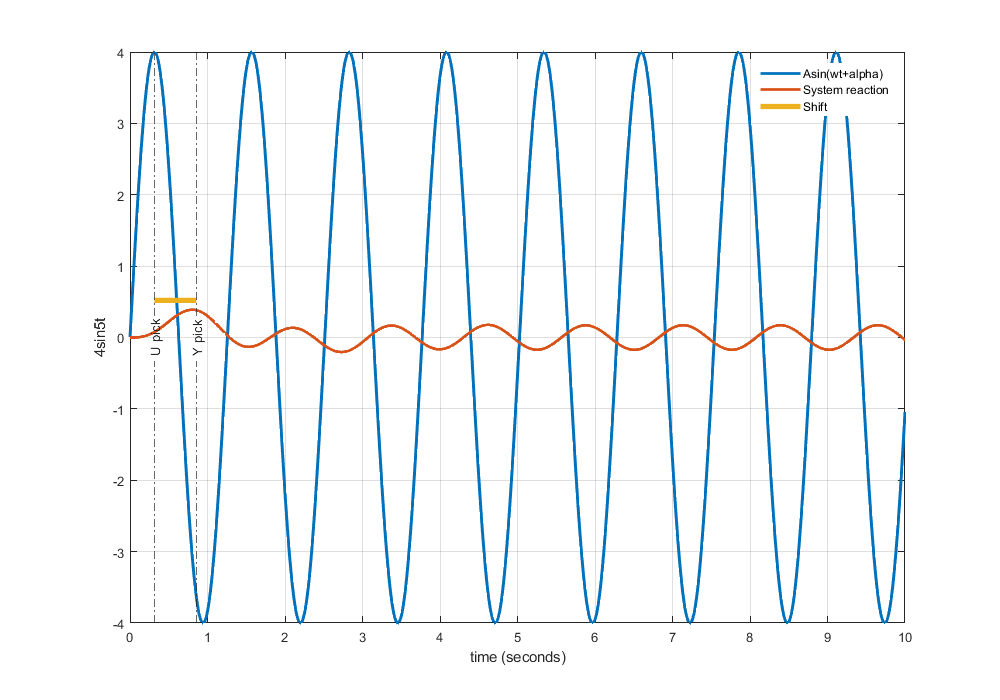 Asin(wt+alpha)
System reaction
Shift
4
3
2
1
0
-1
-2
-3
-4
4sin5t
U pick
Y pick
0 1 2 3 4 5 6 7 8 9 10
time (seconds)